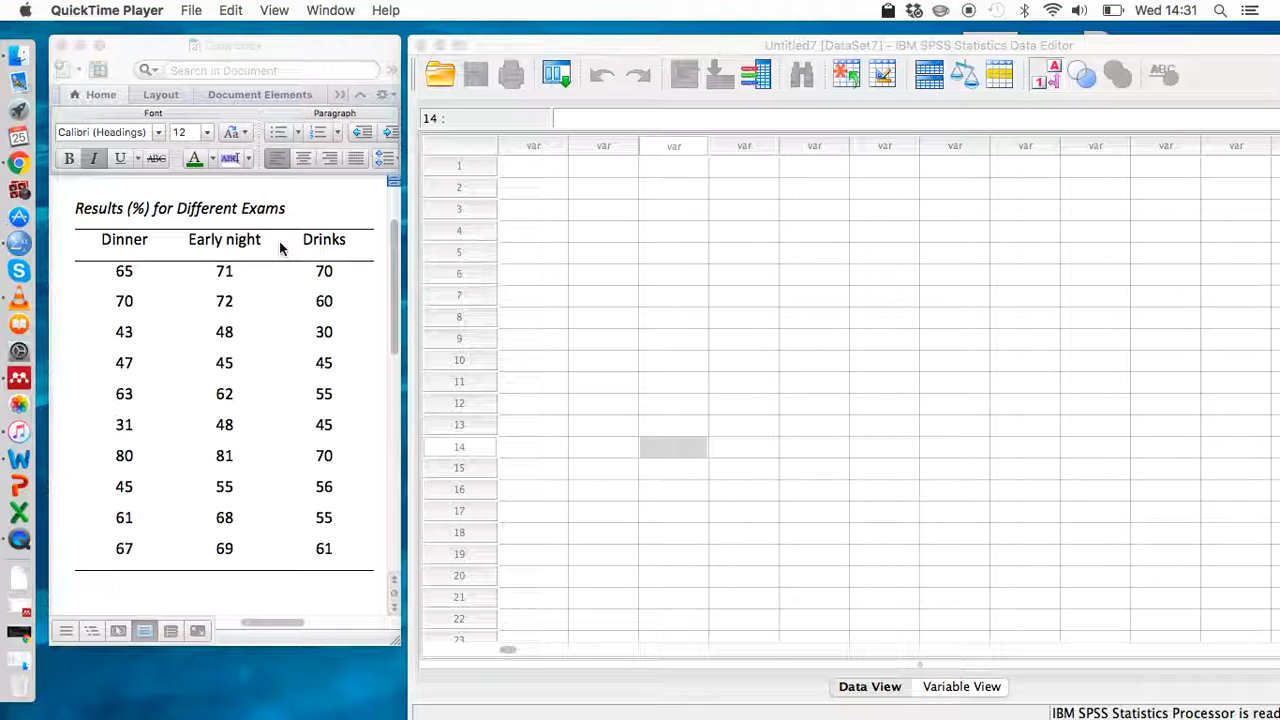 QuickTime Player File Edit View Window Help Wed 14:31
Search in Document
Home Layout Document Elements
Font Paragraph
Calibri (Headings) 12
B I U ABC A ABC
Results (%) for Different Exams
Dinner Early night Drinks
65 71 70
70 72 60
43 48 30
47 45 45
63 62 55
31 48 45
80 81 70
45 55 56
61 68 55
67 69 61
Untitled7 [DataSet7] – IBM SPSS Statistics Data Editor
14 :
var var var var var var var var var var var
1
2
3
4
5
6
7
8
9
10
11
12
13
14
15
16
17
18
19
20
21
22
23
Data View Variable View
IBM SPSS Statistics Processor is read